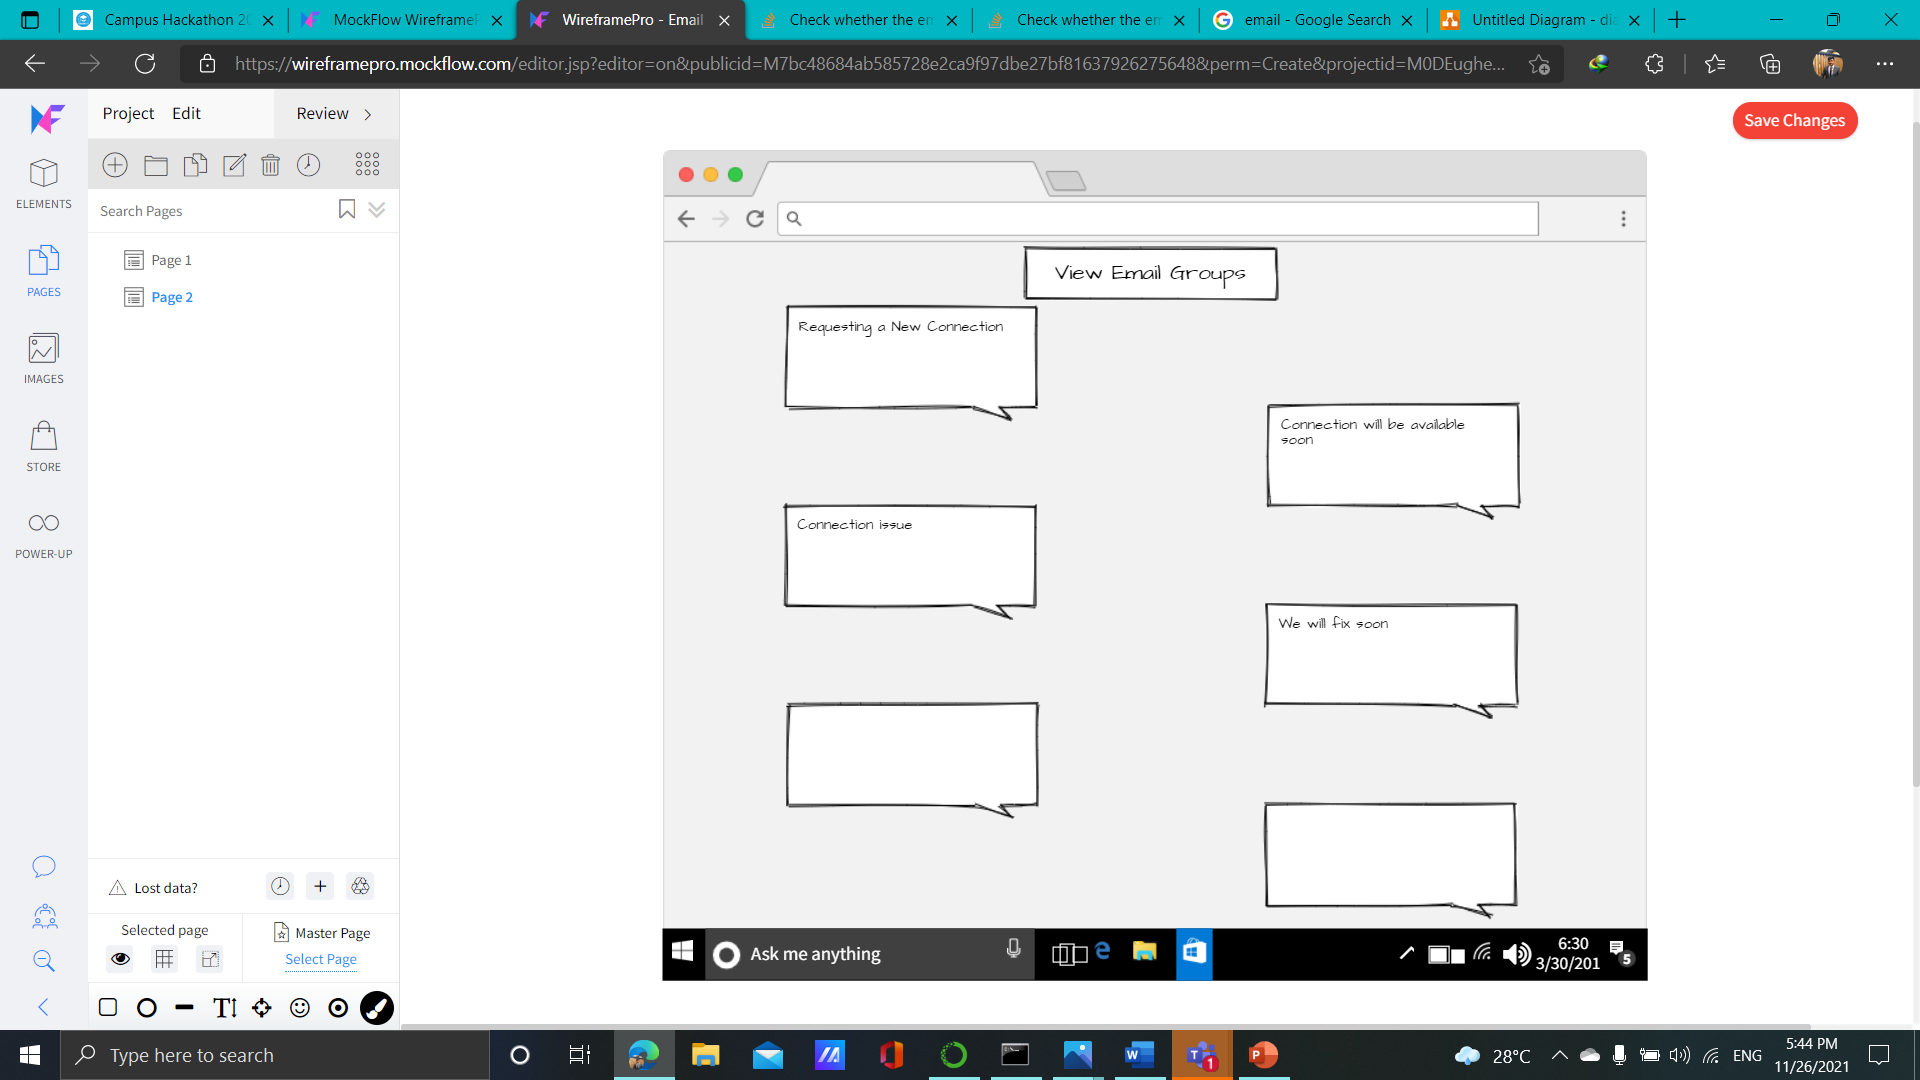 Campus Hackathon 20
MockFlow WireframeP
WireframePro - Email
Check whether the em
Check whether the em
email - Google Search
Untitled Diagram - dia
https://wireframepro.mockflow.com/editor.jsp?editor=on&publicid=M7bc48684ab585728e2ca9f97dbe27bf81637926275648&perm=Create&projectid=M0DEughe...
Project Edit Review
Save Changes
ELEMENTS
Search Pages
Page 1
PAGES
Page 2
IMAGES
STORE
POWER-UP
View Email Groups
Requesting a New Connection
Connection will be available
soon
Connection issue
We will fix soon
Lost data?
Selected page
Master Page
Select Page
Ask me anything
6:30
3/30/201
5
Type here to search
1
28°C
ENG
5:44 PM
11/26/2021